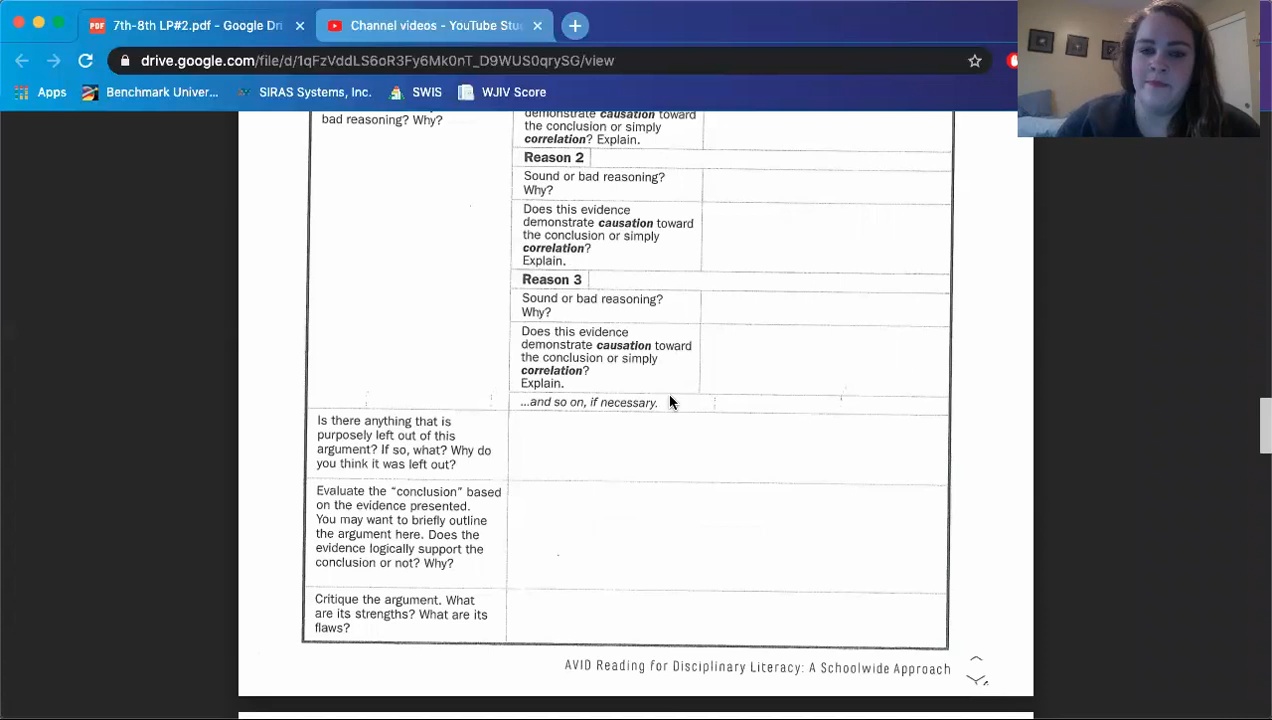 7th-8th LP#2.pdf - Google Dri
Channel videos - YouTube Stu
drive.google.com/file/d/1qFzVddLS6oR3Fy6Mk0nT_D9WUS0qrySG/view
Apps
Benchmark Univer...
SIRAS Systems, Inc.
SWIS
WJIV Score
bad reasoning? Why?
demonstrate causation toward
the conclusion or simply
correlation? Explain.
Reason 2
Sound or bad reasoning?
Why?
Does this evidence
demonstrate causation toward
the conclusion or simply
correlation?
Explain.
Reason 3
Sound or bad reasoning?
Why?
Does this evidence
demonstrate causation toward
the conclusion or simply
correlation?
Explain.
...and so on, if necessary.
Is there anything that is
purposely left out of this
argument? If so, what? Why do
you think it was left out?
Evaluate the “conclusion” based
on the evidence presented.
You may want to briefly outline
the argument here. Does the
evidence logically support the
conclusion or not? Why?
Critique the argument. What
are its strengths? What are its
flaws?
AVID Reading for Disciplinary Literacy: A Schoolwide Approach